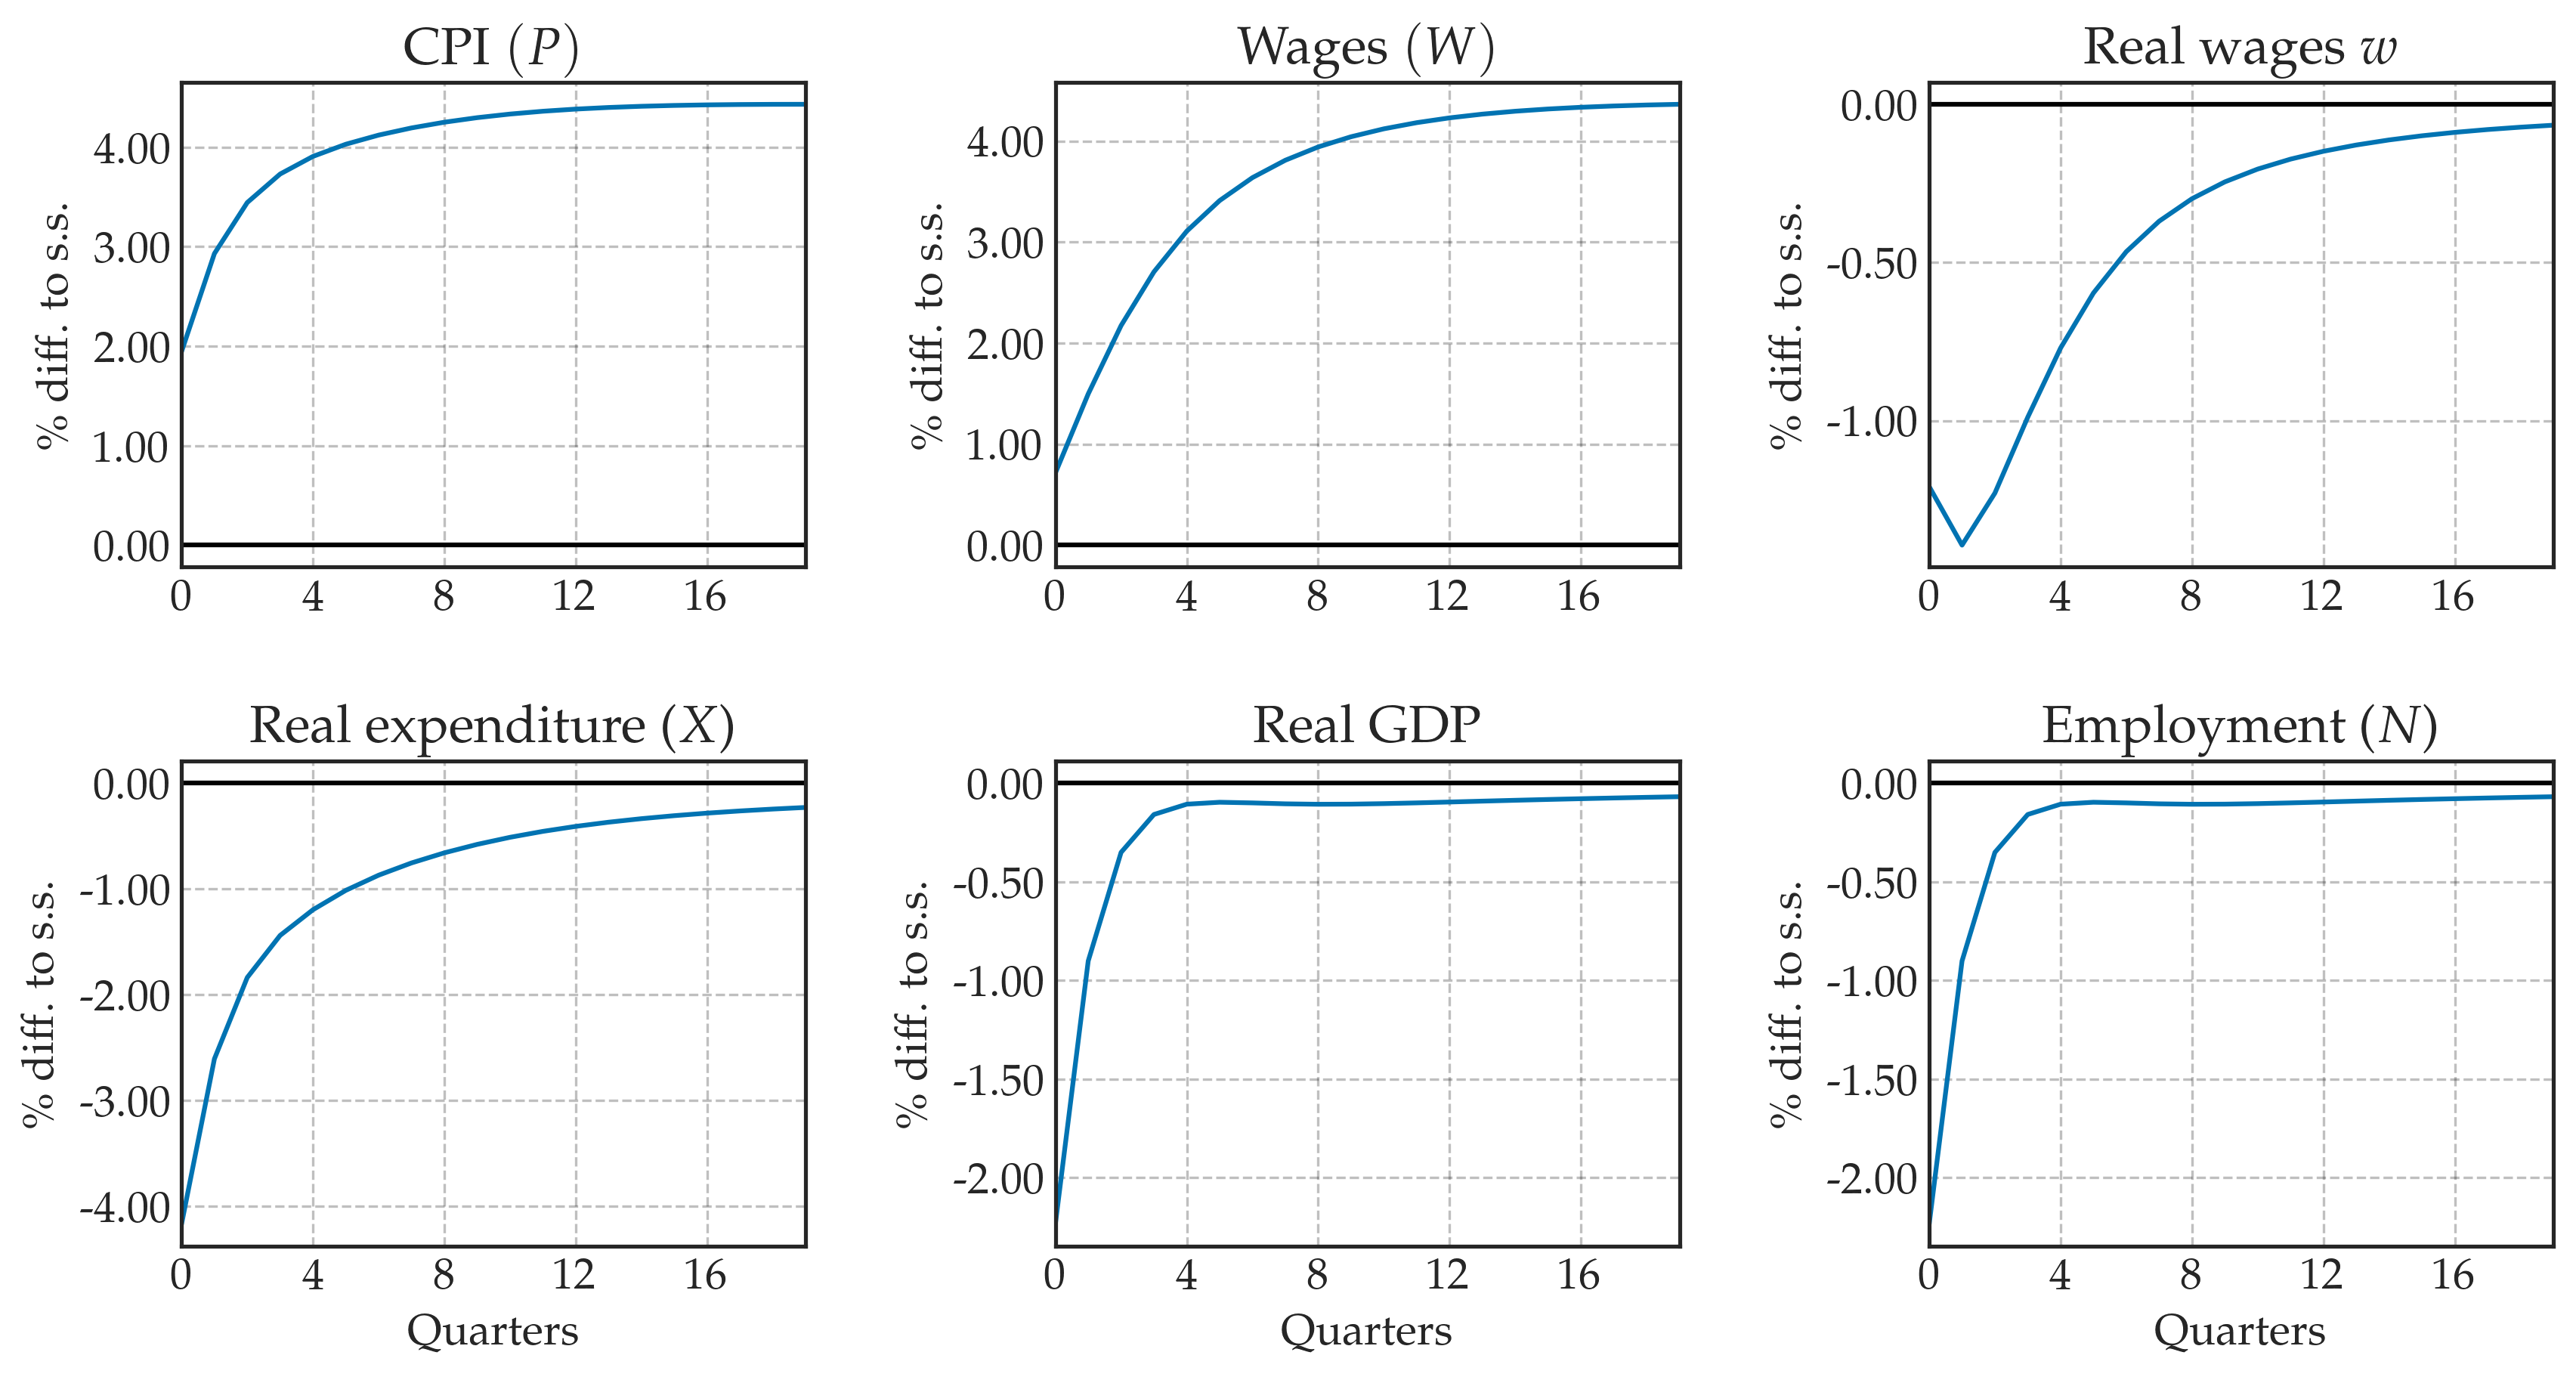 CPI (P)
% diff. to s.s.
4.00
3.00
2.00
1.00
0.00
0 4 8 12 16
Wages (W)
% diff. to s.s.
4.00
3.00
2.00
1.00
0.00
0 4 8 12 16
Real wages w
% diff. to s.s.
0.00
-0.50
-1.00
0 4 8 12 16
Real expenditure (X)
% diff. to s.s.
0.00
-1.00
-2.00
-3.00
-4.00
0 4 8 12 16
Quarters
Real GDP
% diff. to s.s.
0.00
-0.50
-1.00
-1.50
-2.00
0 4 8 12 16
Quarters
Employment (N)
% diff. to s.s.
0.00
-0.50
-1.00
-1.50
-2.00
0 4 8 12 16
Quarters